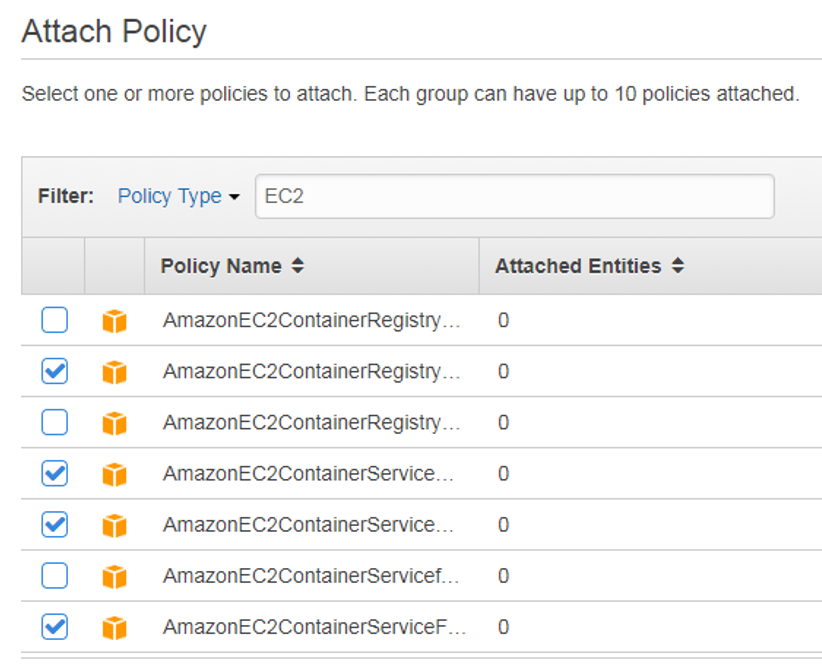 Attach Policy
Select one or more policies to attach. Each group can have up to 10 policies attached.
Filter: Policy Type EC2
Policy Name Attached Entities
AmazonEC2ContainerRegistry… 0
AmazonEC2ContainerRegistry… 0
AmazonEC2ContainerRegistry… 0
AmazonEC2ContainerService… 0
AmazonEC2ContainerService… 0
AmazonEC2ContainerServicef… 0
AmazonEC2ContainerServiceF… 0